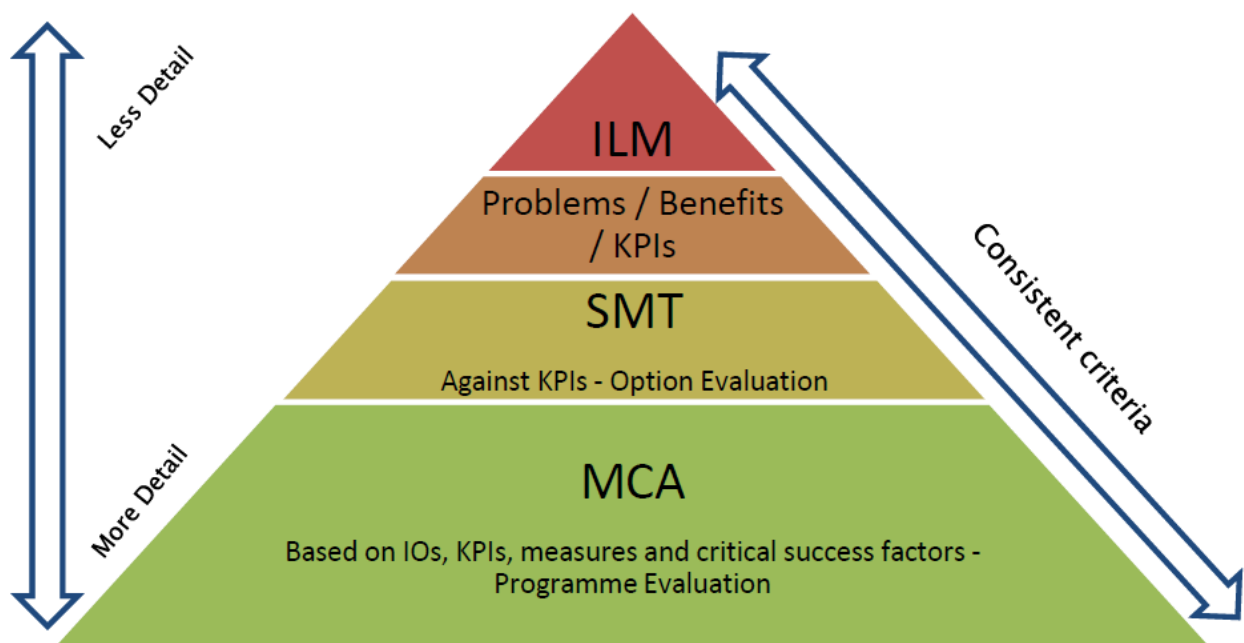 Less Detail
ILM
Problems / Benefits
/ KPIs
SMT
Against KPIs - Option Evaluation
Consistent criteria
More Detail
MCA
Based on IOs, KPIs, measures and critical success factors -
Programme Evaluation